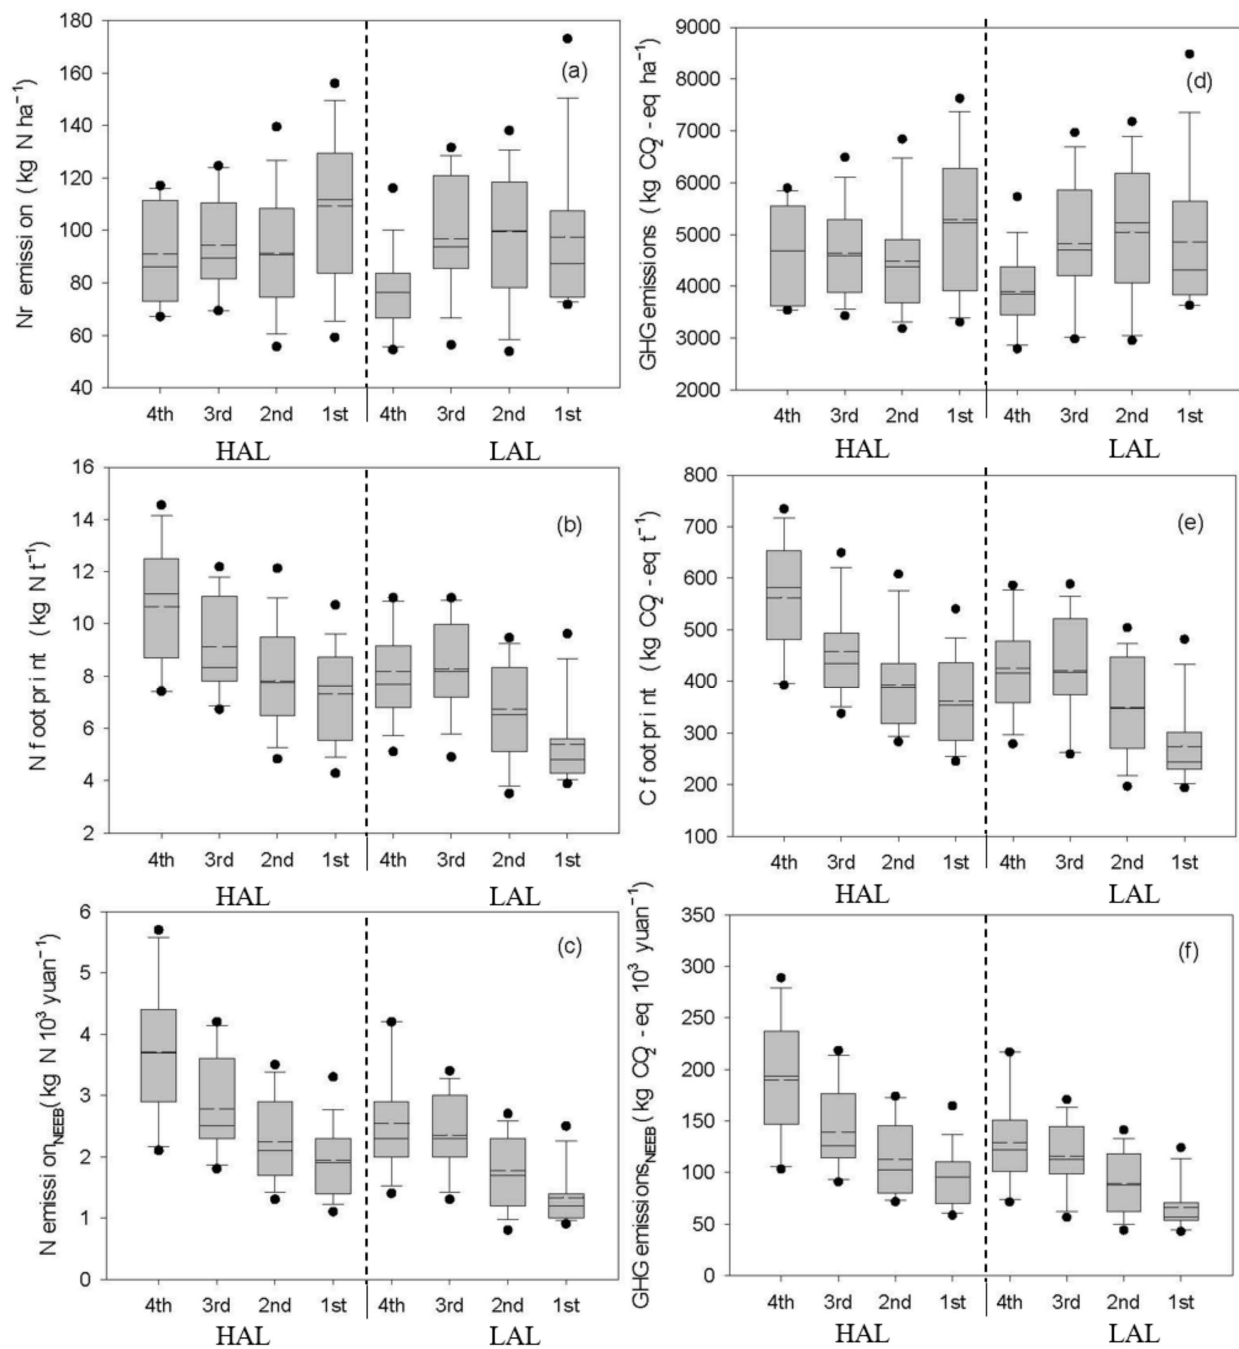 Nr emission (kg N ha⁻¹)
180
160
140
120
100
80
60
40
(a)
4th 3rd 2nd 1st 4th 3rd 2nd 1st
HAL LAL
GHG emissions (kg CO₂-eq ha⁻¹)
9000
8000
7000
6000
5000
4000
3000
2000
(d)
4th 3rd 2nd 1st 4th 3rd 2nd 1st
HAL LAL
N footprint (kg N t⁻¹)
16
14
12
10
8
6
4
2
(b)
4th 3rd 2nd 1st 4th 3rd 2nd 1st
HAL LAL
C footprint (kg CO₂-eq t⁻¹)
800
700
600
500
400
300
200
100
(e)
4th 3rd 2nd 1st 4th 3rd 2nd 1st
HAL LAL
N emission NEEB (kg N 10³ yuan⁻¹)
6
5
4
3
2
1
0
(c)
4th 3rd 2nd 1st 4th 3rd 2nd 1st
HAL LAL
GHG emissions NEEB (kg CO₂-eq 10³ yuan⁻¹)
350
300
250
200
150
100
50
0
(f)
4th 3rd 2nd 1st 4th 3rd 2nd 1st
HAL LAL